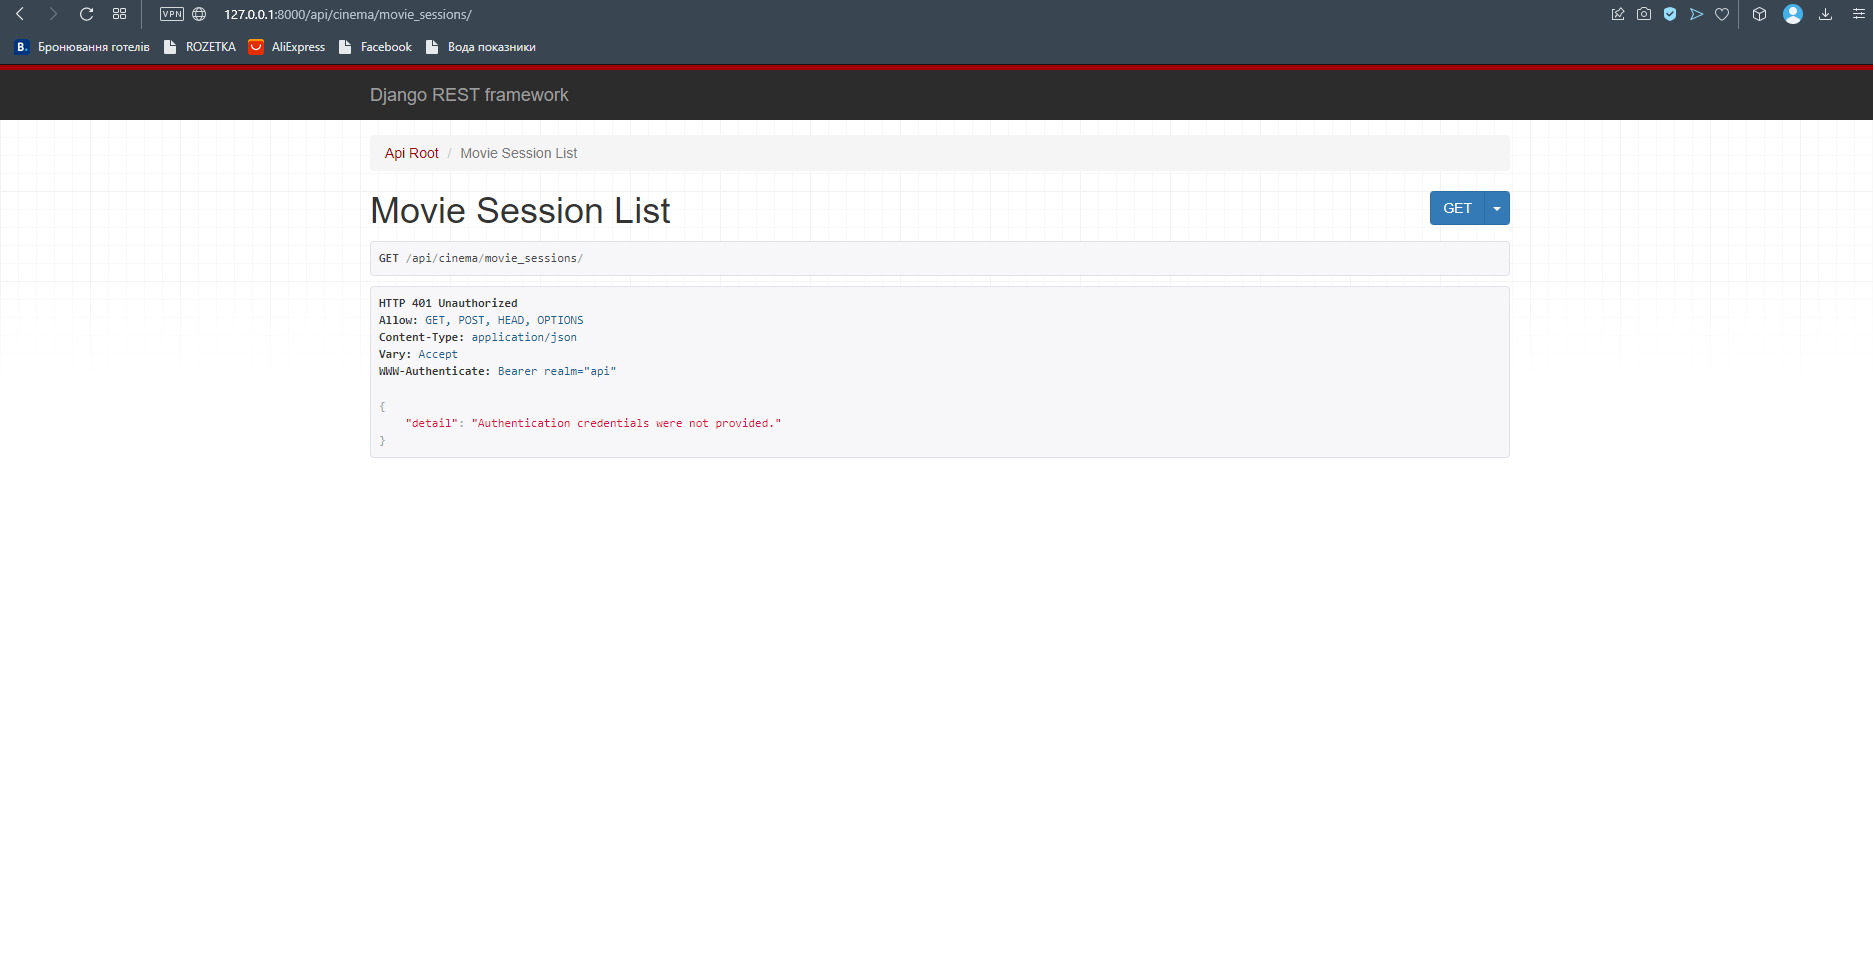 VPN 127.0.0.1:8000/api/cinema/movie_sessions/
B. Бронювання готелів ROZETKA AliExpress Facebook Вода показники
Django REST framework
Api Root / Movie Session List
Movie Session List
GET
GET /api/cinema/movie_sessions/
HTTP 401 Unauthorized
Allow: GET, POST, HEAD, OPTIONS
Content-Type: application/json
Vary: Accept
WWW-Authenticate: Bearer realm="api"
{
"detail": "Authentication credentials were not provided."
}